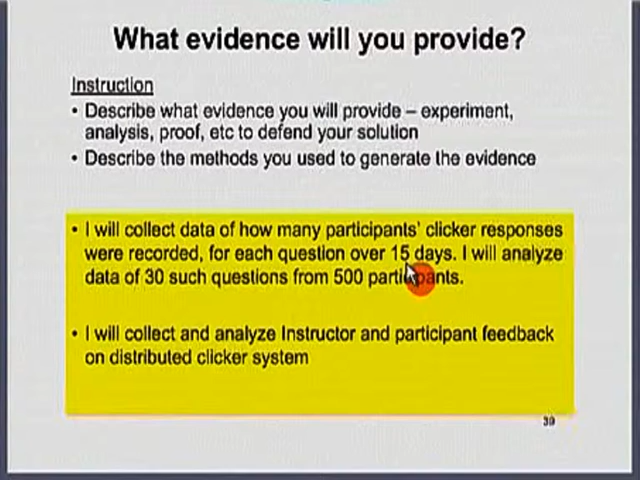 What evidence will you provide?
Instruction
• Describe what evidence you will provide – experiment,
analysis, proof, etc to defend your solution
• Describe the methods you used to generate the evidence
• I will collect data of how many participants' clicker responses
were recorded, for each question over 15 days. I will analyze
data of 30 such questions from 500 participants.
• I will collect and analyze Instructor and participant feedback
on distributed clicker system
39